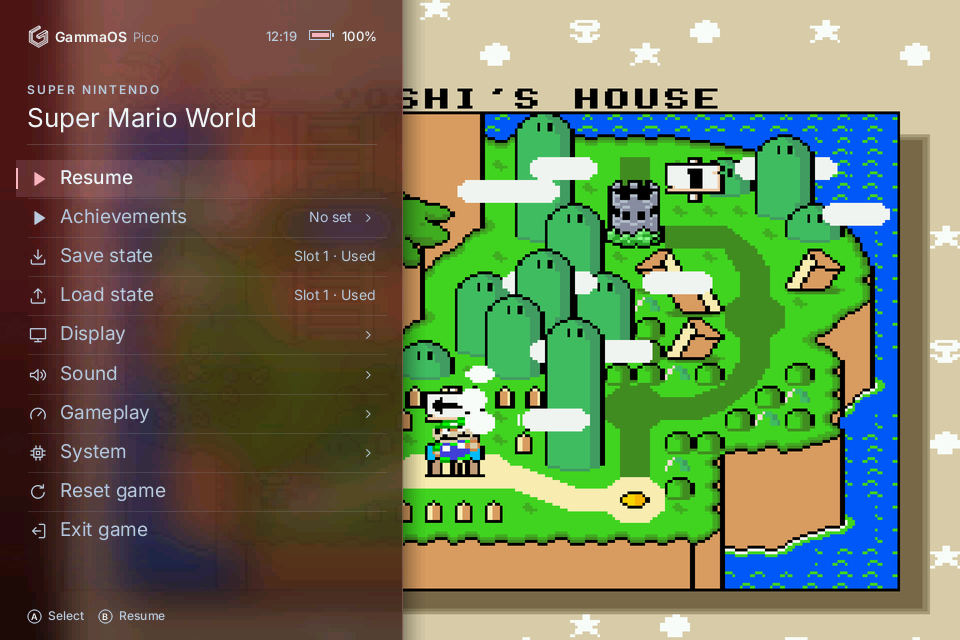 GammaOS Pico 12:19 100%
SUPER NINTENDO
Super Mario World
YOSHI'S HOUSE
Resume
Achievements No set
Save state Slot 1 · Used
Load state Slot 1 · Used
Display
Sound
Gameplay
System
Reset game
Exit game
1
A Select B Resume